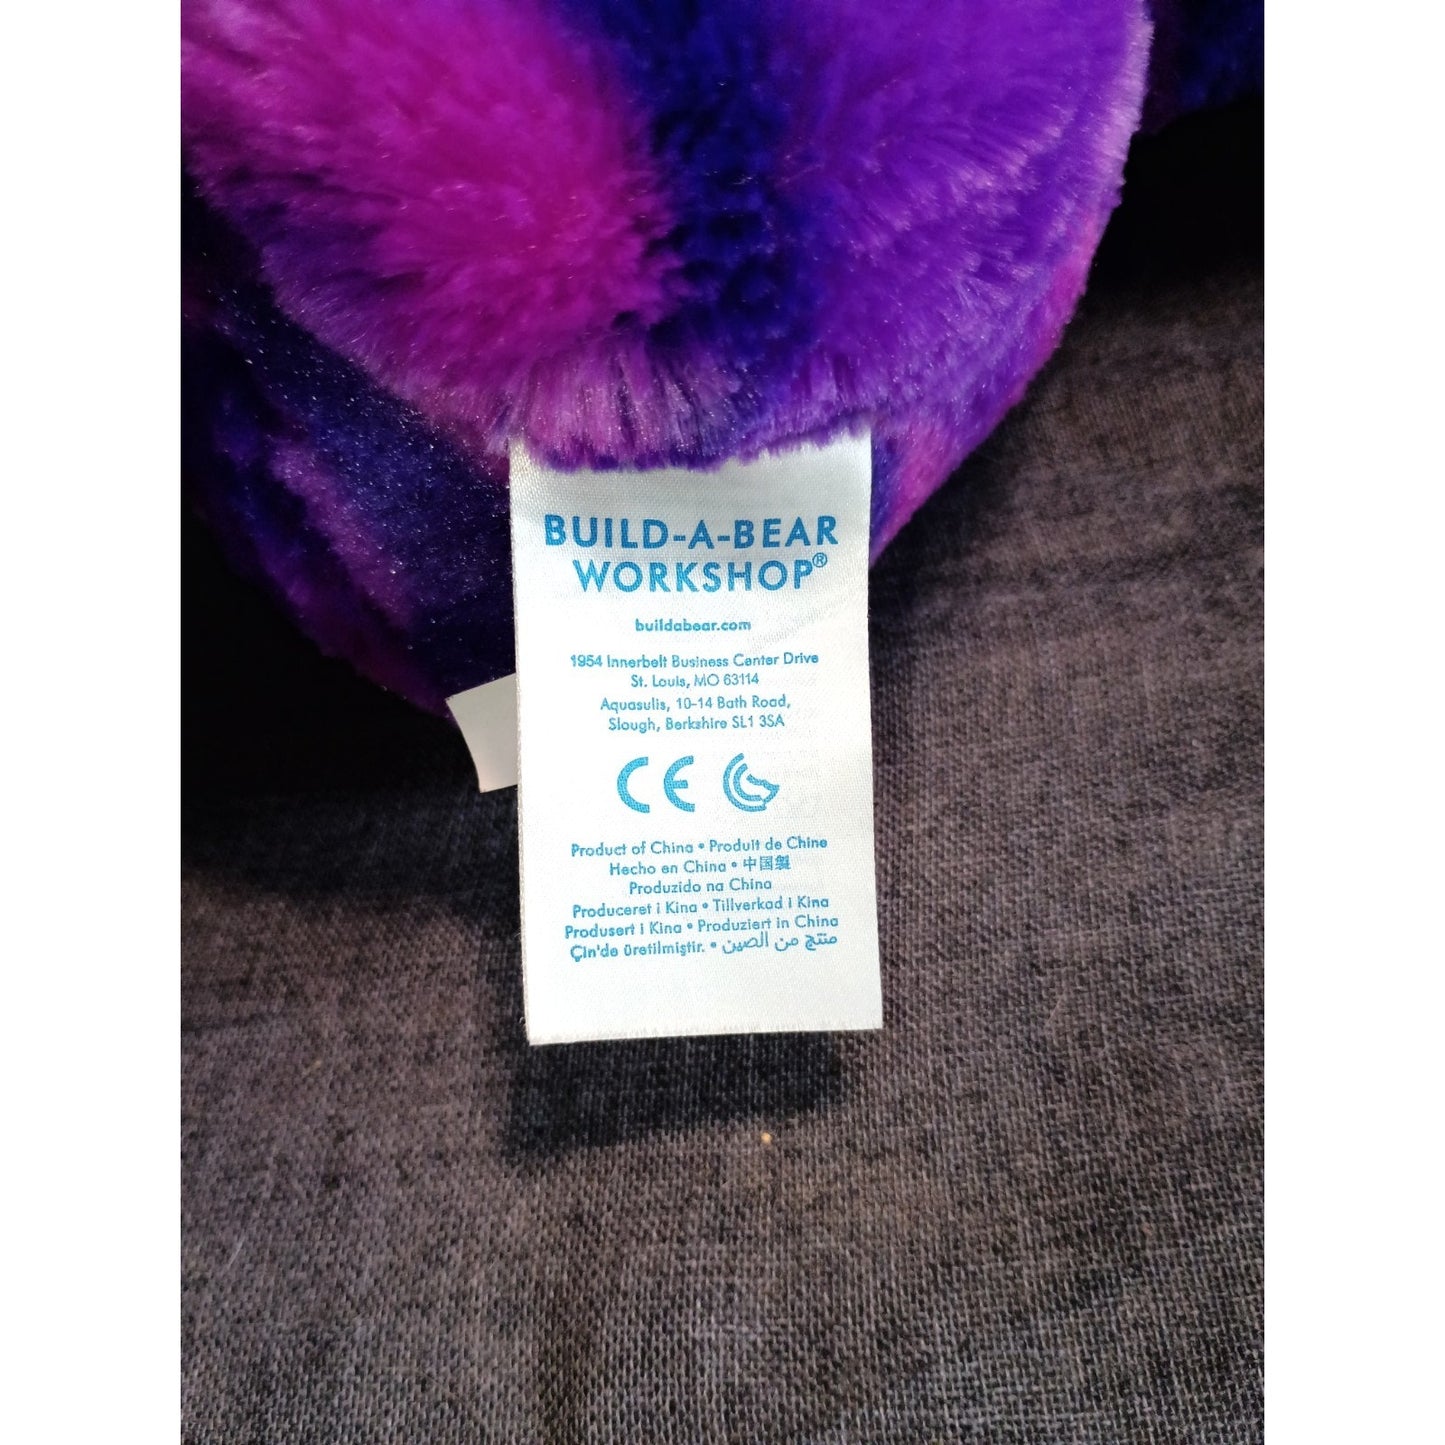 BUILD-A-BEAR
WORKSHOP®
buildabear.com
1954 Innerbelt Business Center Drive
St. Louis, MO 63114
Aquasulis, 10-14 Bath Road,
Slough, Berkshire SL1 3SA
CE
Product of China • Produit de Chine
Hecho en China • 中国製
Produzido na China
Produceret i Kina • Tillverkad i Kina
Produsert i Kina • Produziert in China
Çin'de üretilmiştir. • منتج من الصين